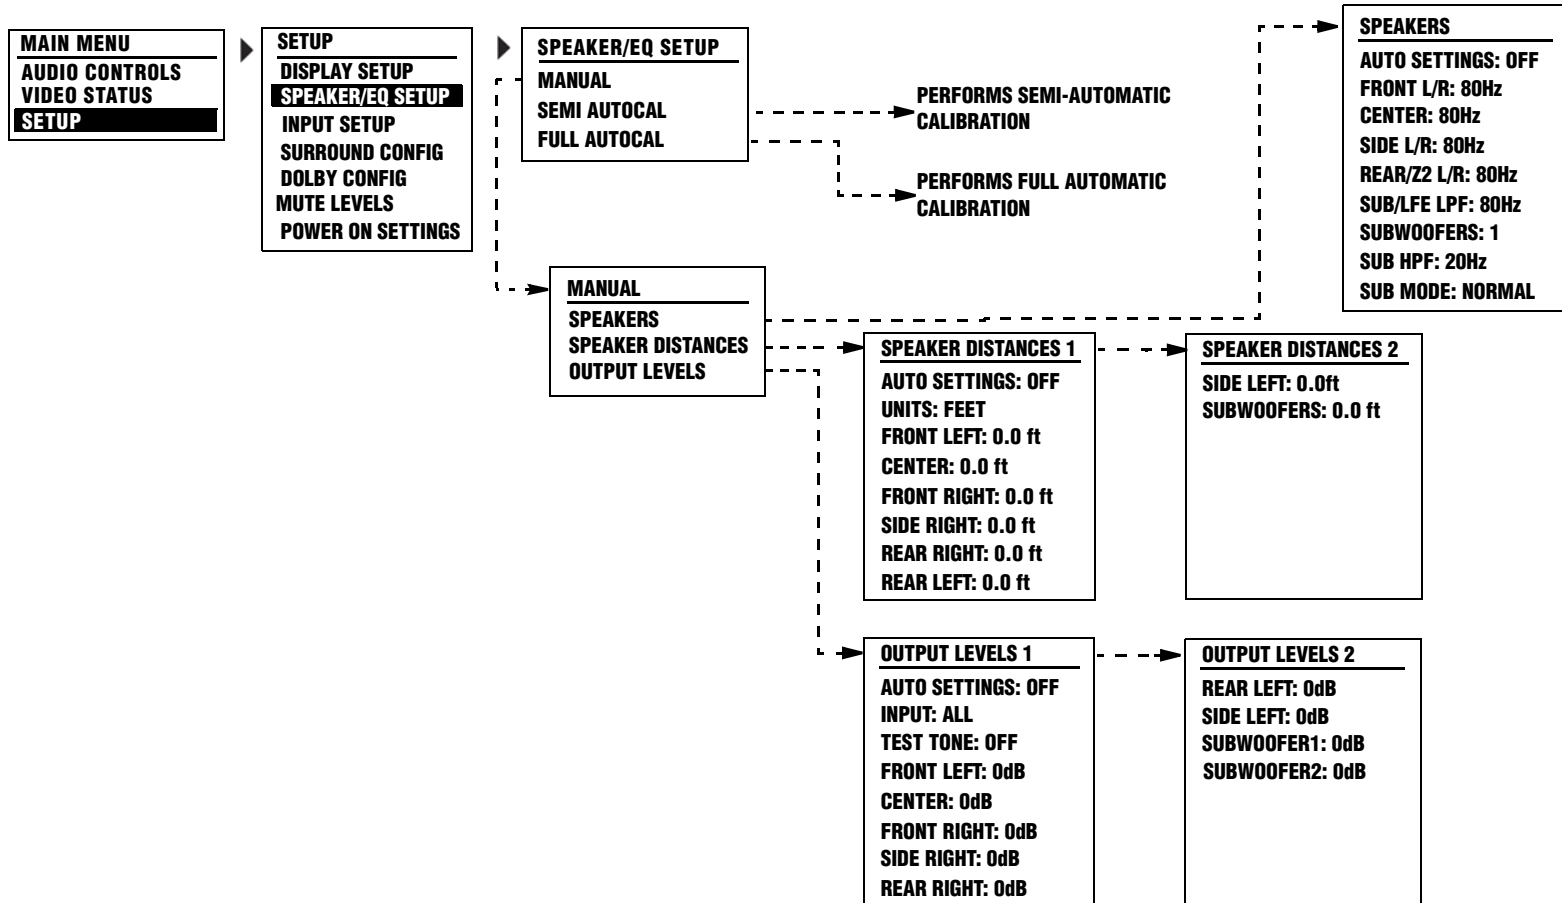 MAIN MENU
AUDIO CONTROLS
VIDEO STATUS
SETUP
SETUP
DISPLAY SETUP
SPEAKER/EQ SETUP
INPUT SETUP
SURROUND CONFIG
DOLBY CONFIG
MUTE LEVELS
POWER ON SETTINGS
SPEAKER/EQ SETUP
MANUAL
SEMI AUTOCAL
FULL AUTOCAL
PERFORMS SEMI-AUTOMATIC
CALIBRATION
PERFORMS FULL AUTOMATIC
CALIBRATION
SPEAKERS
AUTO SETTINGS: OFF
FRONT L/R: 80Hz
CENTER: 80Hz
SIDE L/R: 80Hz
REAR/Z2 L/R: 80Hz
SUB/LFE LPF: 80Hz
SUBWOOFERS: 1
SUB HPF: 20Hz
SUB MODE: NORMAL
MANUAL
SPEAKERS
SPEAKER DISTANCES
OUTPUT LEVELS
SPEAKER DISTANCES 1
AUTO SETTINGS: OFF
UNITS: FEET
FRONT LEFT: 0.0 ft
CENTER: 0.0 ft
FRONT RIGHT: 0.0 ft
SIDE RIGHT: 0.0 ft
REAR RIGHT: 0.0 ft
REAR LEFT: 0.0 ft
SPEAKER DISTANCES 2
SIDE LEFT: 0.0ft
SUBWOOFERS: 0.0 ft
OUTPUT LEVELS 1
AUTO SETTINGS: OFF
INPUT: ALL
TEST TONE: OFF
FRONT LEFT: 0dB
CENTER: 0dB
FRONT RIGHT: 0dB
SIDE RIGHT: 0dB
REAR RIGHT: 0dB
OUTPUT LEVELS 2
REAR LEFT: 0dB
SIDE LEFT: 0dB
SUBWOOFER1: 0dB
SUBWOOFER2: 0dB